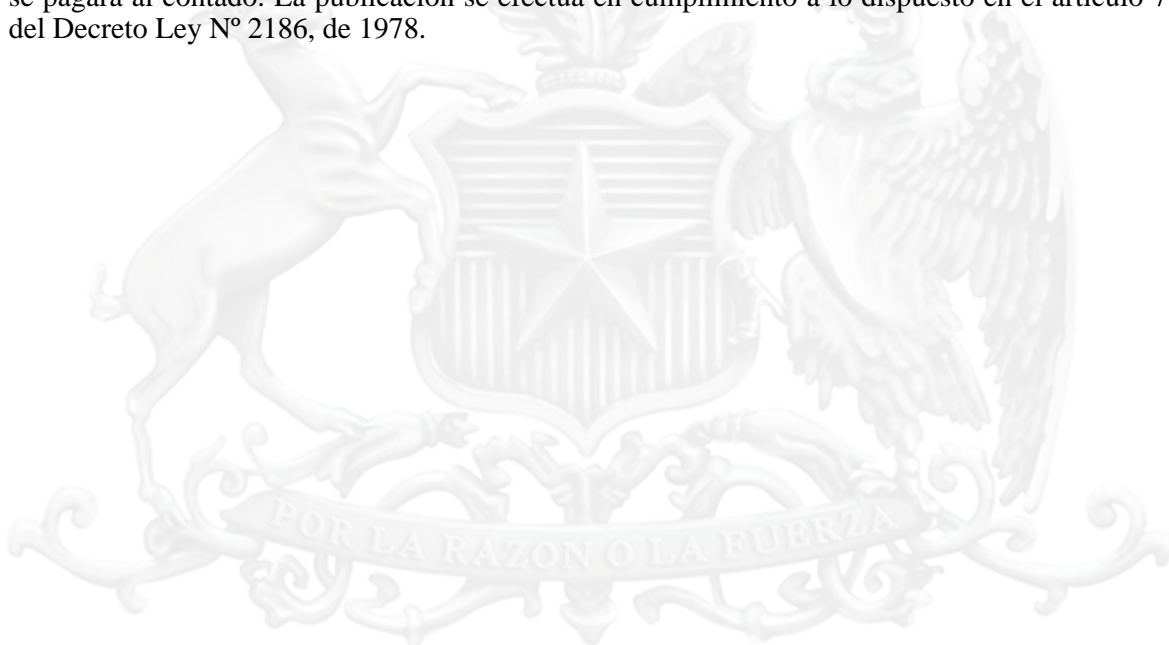 se pagará al contado. La publicación se efectúa en cumplimiento a lo dispuesto en el artículo 7
del Decreto Ley Nº 2186, de 1978.
POR LA RAZON O LA FUERZA